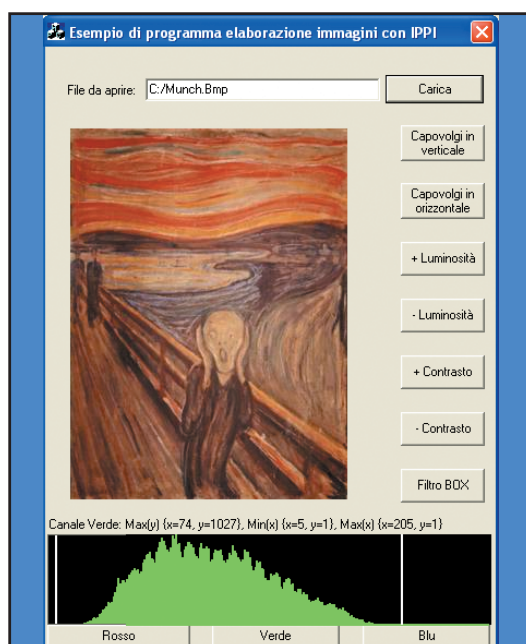 Esempio di programma elaborazione immagini con IPPI
File da aprire: C:/Munch.Bmp Carica
Capovolgi in
verticale
Capovolgi in
orizzontale
+ Luminosità
- Luminosità
+ Contrasto
- Contrasto
Filtro BOX
Canale Verde: Max(y) {x=74, y=1027}, Min(x) {x=5, y=1}, Max(x) {x=205, y=1}
Rosso Verde Blu